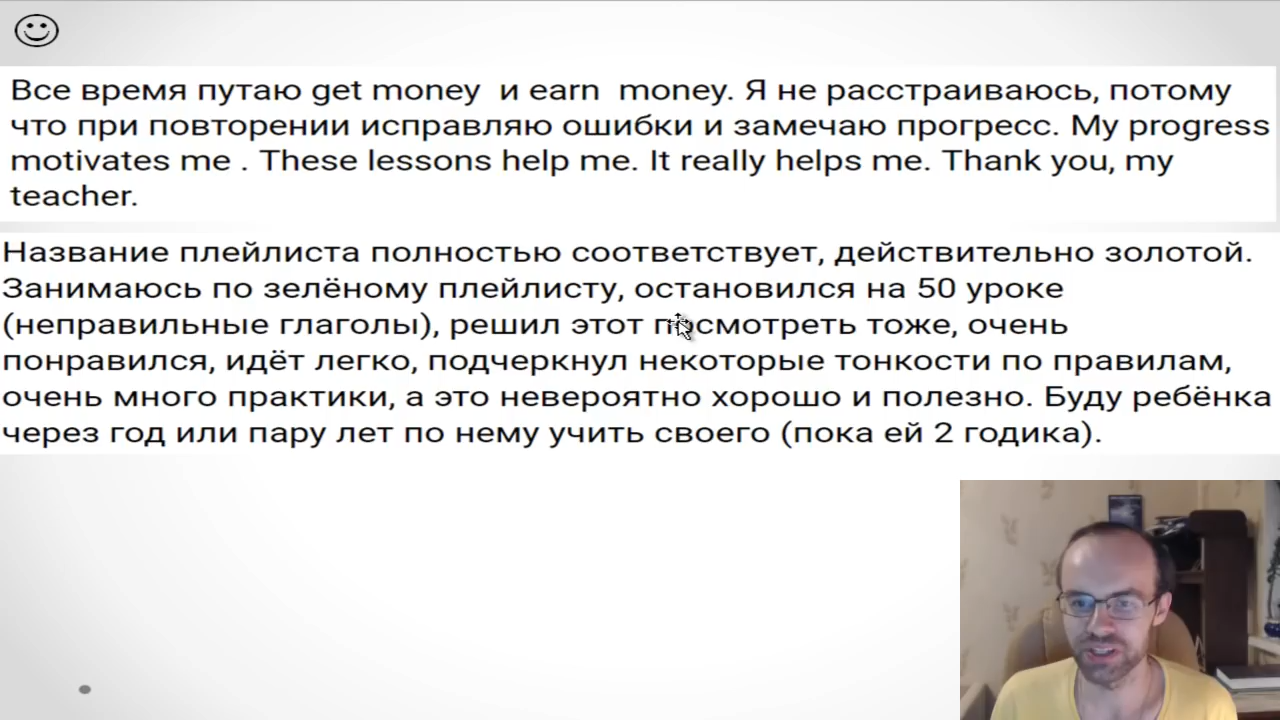 Все время путаю get money и earn money. Я не расстраиваюсь, потому
что при повторении исправляю ошибки и замечаю прогресс. My progress
motivates me . These lessons help me. It really helps me. Thank you, my
teacher.
Название плейлиста полностью соответствует, действительно золотой.
Занимаюсь по зелёному плейлисту, остановился на 50 уроке
(неправильные глаголы), решил этот посмотреть тоже, очень
понравился, идёт легко, подчеркнул некоторые тонкости по правилам,
очень много практики, а это невероятно хорошо и полезно. Буду ребёнка
через год или пару лет по нему учить своего (пока ей 2 годика).